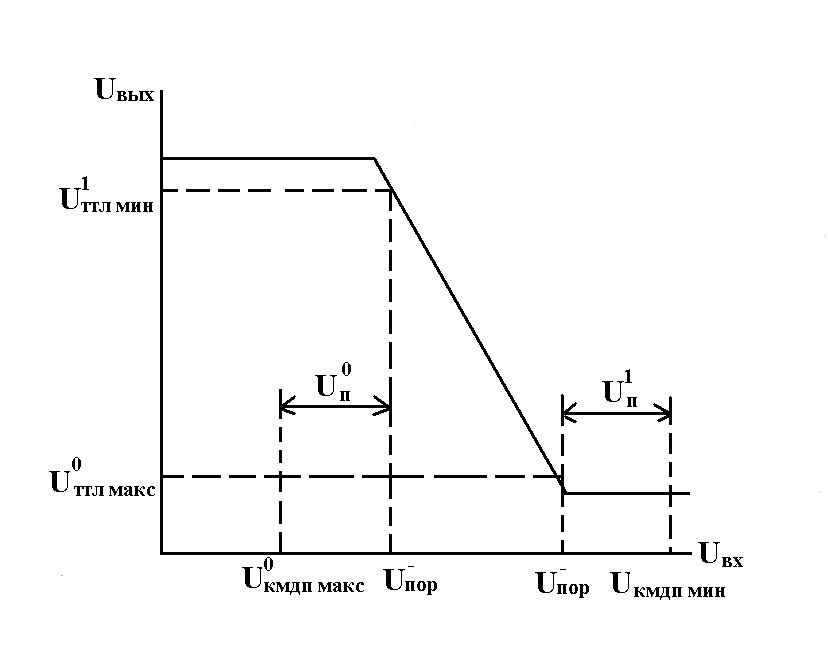 Uвых
U¹ттл мин
U⁰п
U¹п
U⁰ттл макс
Uвх
U⁰кмдп макс
U⁻пор
U⁻пор
Uкмдп мин